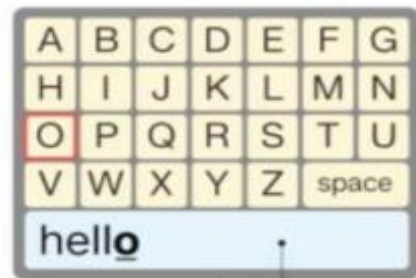 A B C D E F G
H I J K L M N
O P Q R S T U
V W X Y Z space
hello